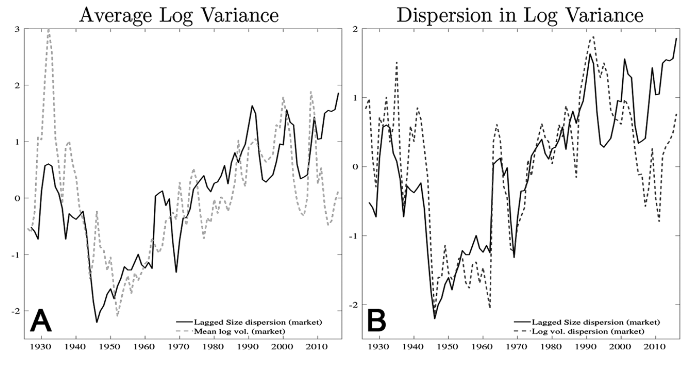 Average Log Variance
3
2
1
0
-1
-2
1930 1940 1950 1960 1970 1980 1990 2000 2010
A
Lagged Size dispersion (market)
Mean log vol. (market)
Dispersion in Log Variance
2
1
0
-1
-2
1930 1940 1950 1960 1970 1980 1990 2000 2010
B
Lagged Size dispersion (market)
Log vol. dispersion (market)